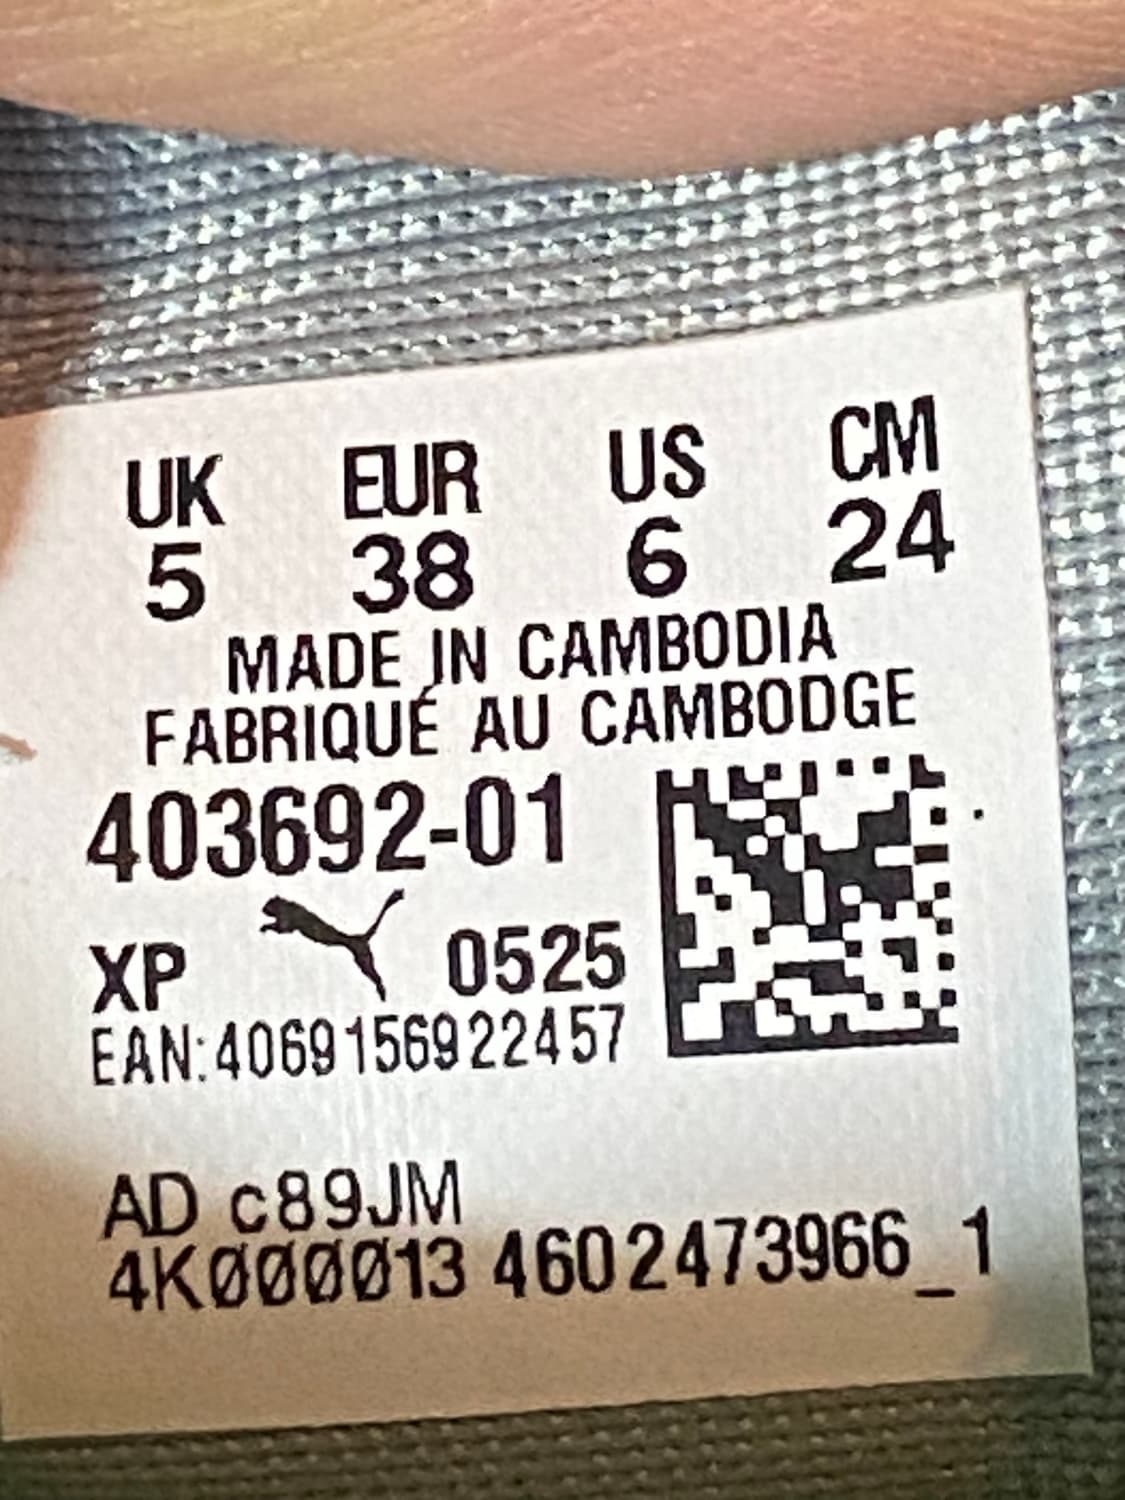 UK EUR US CM
5 38 6 24
MADE IN CAMBODIA
FABRIQUÉ AU CAMBODGE
403692-01
XP 0525
EAN:4069156922457
AD c89JM
4KØØØØ13 4602473966_1